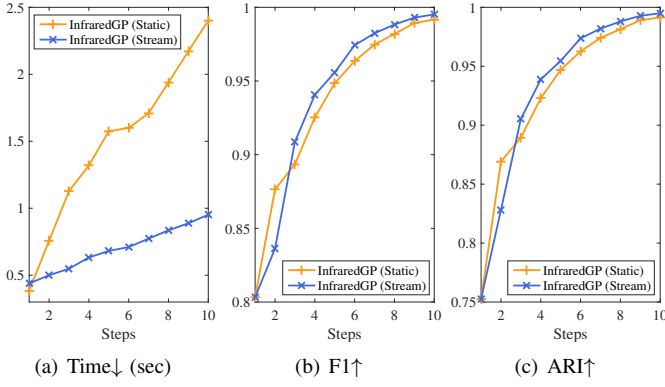 2.5
2
1.5
1
0.5
2 4 6 8 10
Steps
InfraredGP (Static)
InfraredGP (Stream)
(a) Time↓ (sec)
1
0.95
0.9
0.85
0.8
2 4 6 8 10
Steps
InfraredGP (Static)
InfraredGP (Stream)
(b) F1↑
1
0.95
0.9
0.85
0.8
0.75
2 4 6 8 10
Steps
InfraredGP (Static)
InfraredGP (Stream)
(c) ARI↑